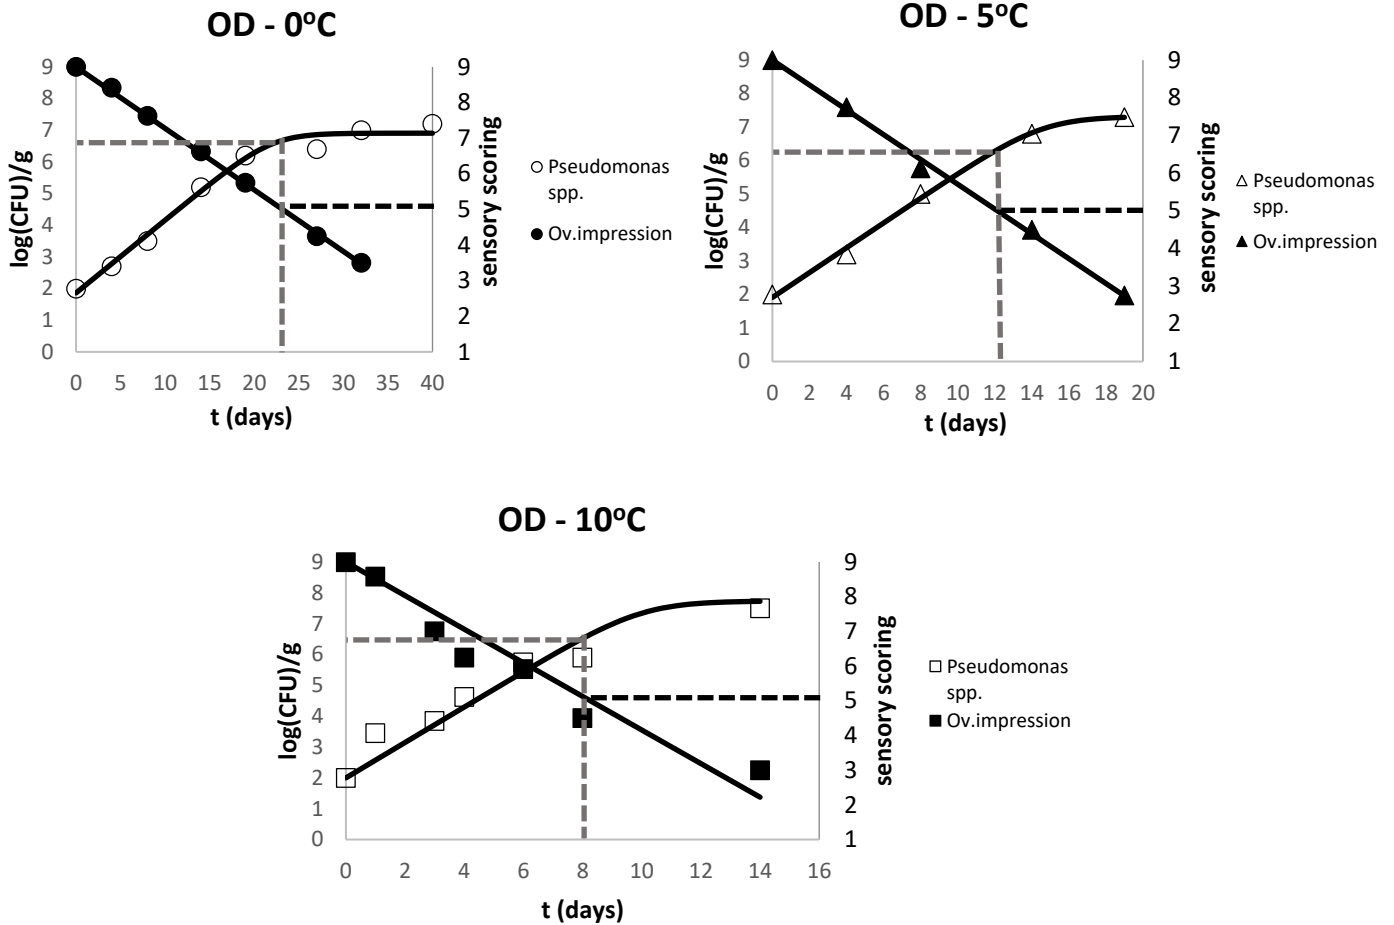 OD - 0ºC
9
8
7
6
5
4
3
2
1
0
log(CFU)/g
0 5 10 15 20 25 30 35 40
t (days)
9
8
7
6
5
4
3
2
1
sensory scoring
Pseudomonas
spp.
Ov.impression
OD - 5ºC
9
8
7
6
5
4
3
2
1
0
log(CFU)/g
0 2 4 6 8 10 12 14 16 18 20
t (days)
9
8
7
6
5
4
3
2
1
sensory scoring
Pseudomonas
spp.
Ov.impression
OD - 10ºC
9
8
7
6
5
4
3
2
1
0
log(CFU)/g
0 2 4 6 8 10 12 14 16
t (days)
9
8
7
6
5
4
3
2
1
sensory scoring
Pseudomonas
spp.
Ov.impression